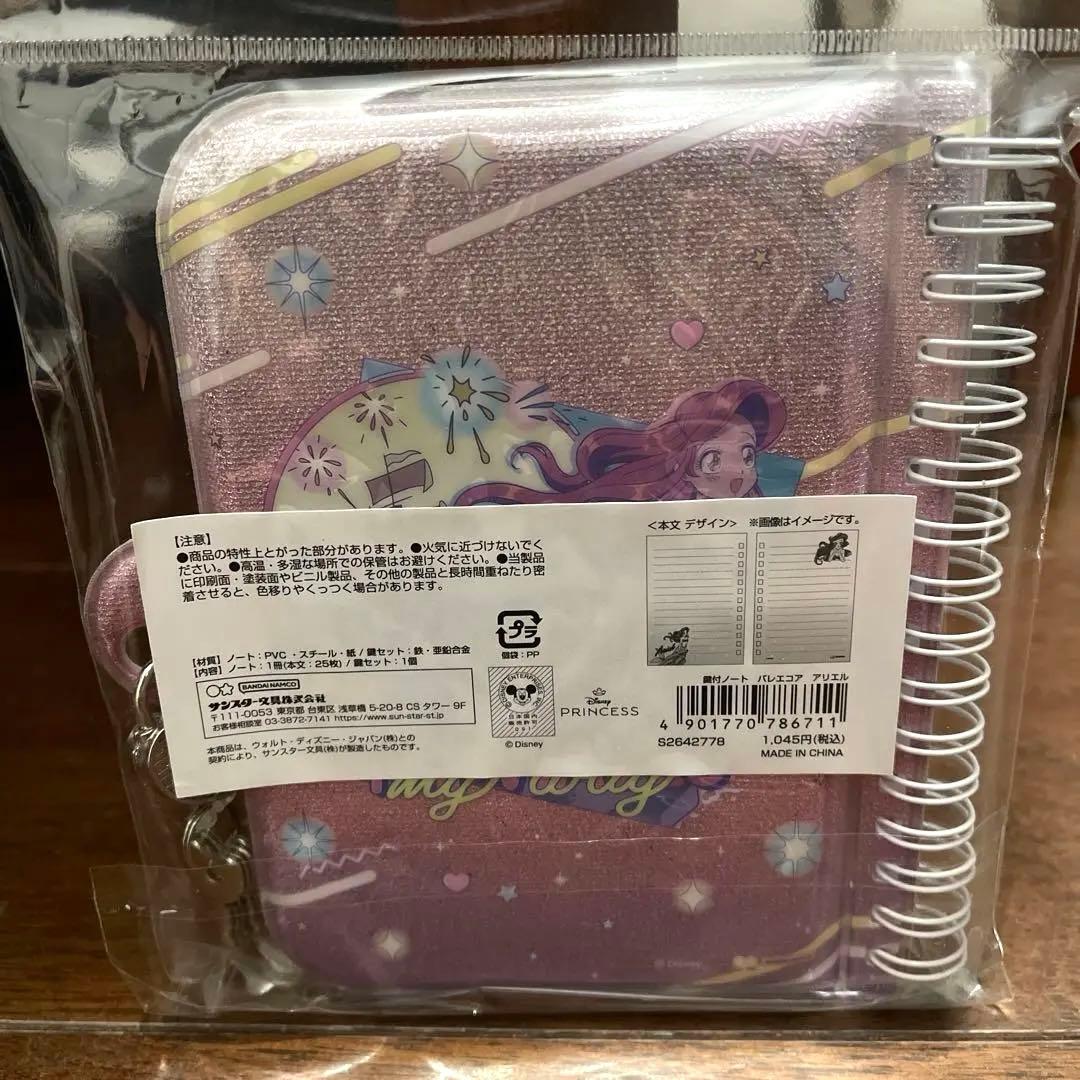 【注意】
●商品の特性上とがった部分があります。●火気に近づけないでく
ださい。●高温・多湿な場所での保管はお避けください。●当製品
に印刷面・塗装面やビニル製品、その他の製品と長時間重ねたり密
着させると、色移りやくっつく場合があります。
<本文 デザイン> ※画像はイメージです。
プラ
個袋:PP
【材質】ノート:PVC・スチール・紙/鍵セット:鉄・亜鉛合金
【内容】ノート:1冊(本文:25枚)/鍵セット:1個
BANDAI NAMCO
サンスター文具株式会社
〒111-0053 東京都 台東区 浅草橋 5-20-8 CS タワー 9F
お客様相談室 03-3872-7141 https://www.sun-star-st.jp/
本商品は、ウォルト・ディズニー・ジャパン(株)との
契約により、サンスター文具(株)が製造したものです。
日本国内
販売許可
© Disney
Disney
PRINCESS
鍵付ノート パレエコア アリエル
4 901770 786711
S2642778 1,045円(税込)
MADE IN CHINA
my
© Disney